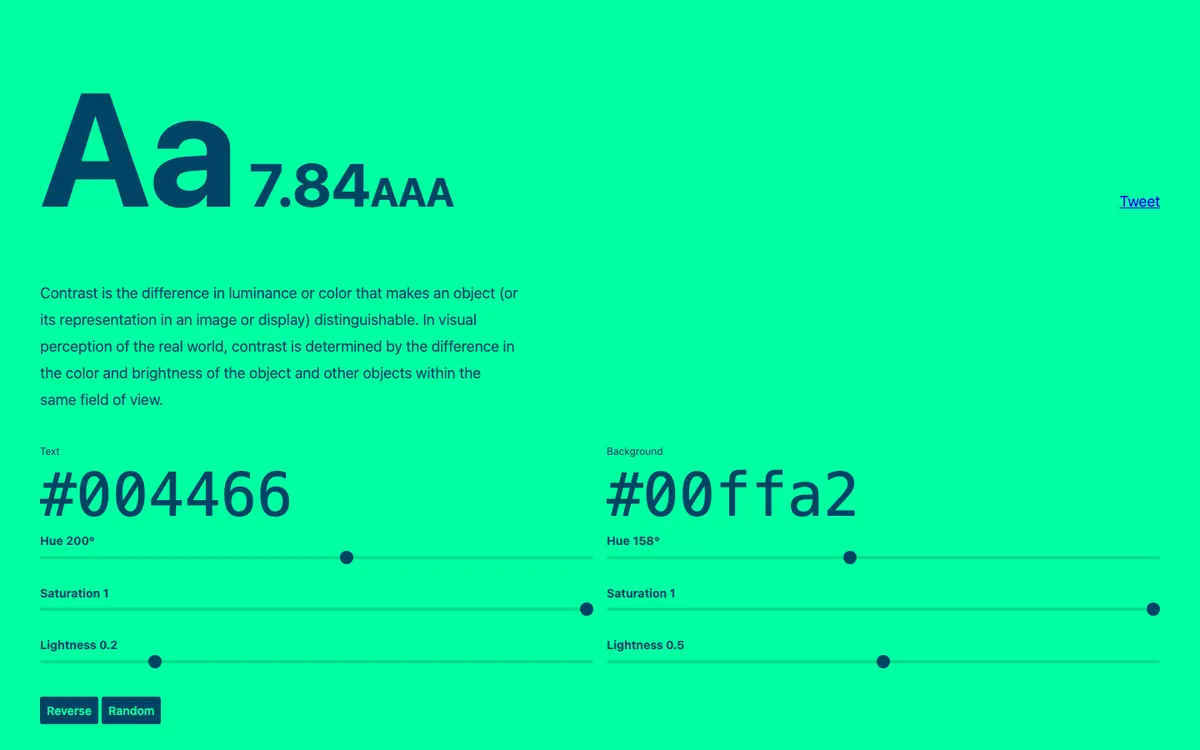 Aa 7.84AAA
Tweet
Contrast is the difference in luminance or color that makes an object (or
its representation in an image or display) distinguishable. In visual
perception of the real world, contrast is determined by the difference in
the color and brightness of the object and other objects within the
same field of view.
Text
#004466
Hue 200º
Saturation 1
Lightness 0.2
Background
#00ffa2
Hue 158º
Saturation 1
Lightness 0.5
Reverse
Random